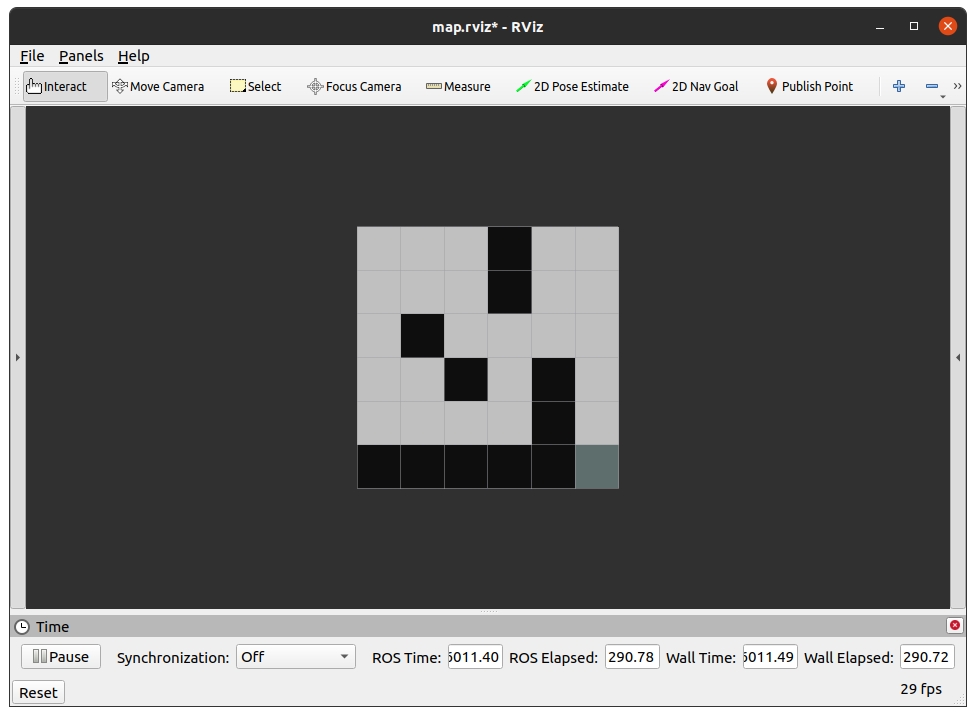 map.rviz* - RViz
File Panels Help
Interact Move Camera Select Focus Camera Measure 2D Pose Estimate 2D Nav Goal Publish Point »
Time
Pause Synchronization: Off ROS Time: 6011.40 ROS Elapsed: 290.78 Wall Time: 6011.49 Wall Elapsed: 290.72
Reset 29 fps